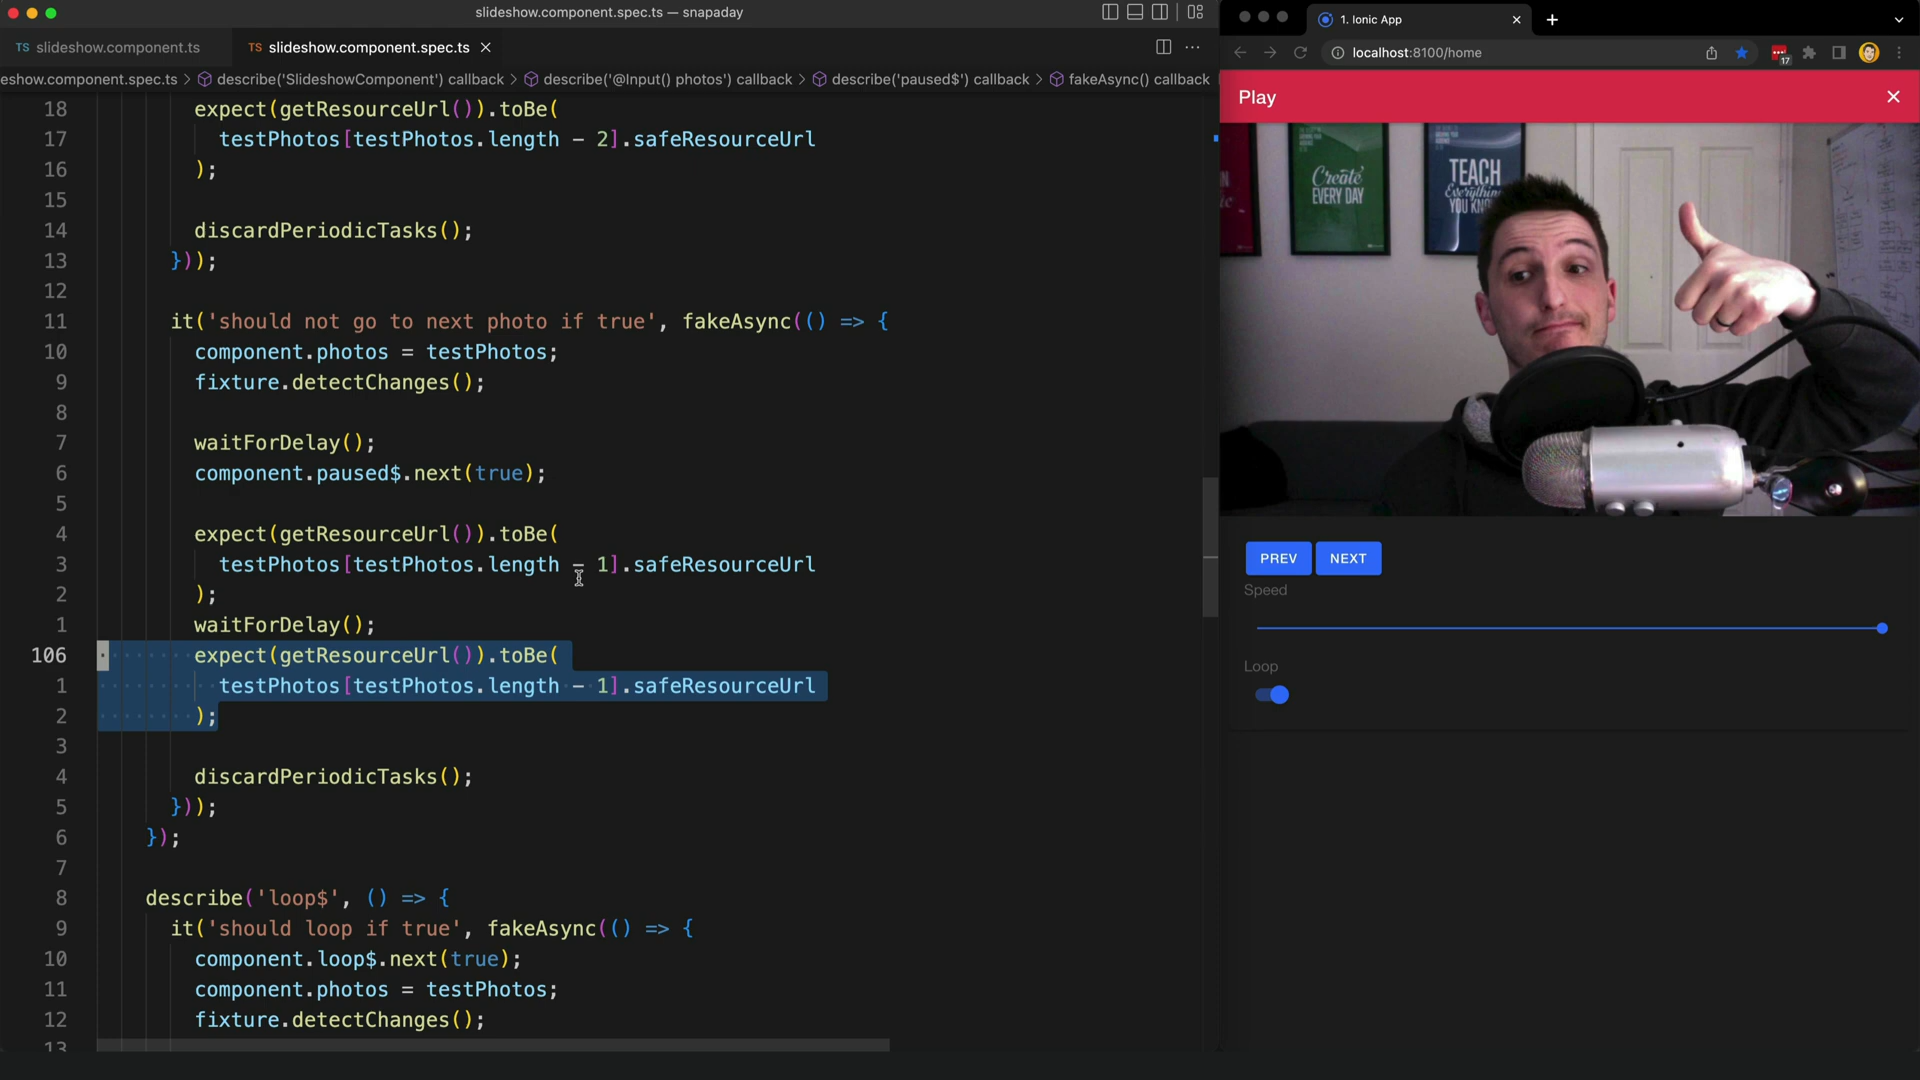 slideshow.component.spec.ts — snapaday
TS slideshow.component.ts
TS slideshow.component.spec.ts
eshow.component.spec.ts > describe('SlideshowComponent') callback > describe('@Input() photos') callback > describe('paused$') callback > fakeAsync() callback
18 expect(getResourceUrl()).toBe(
17 testPhotos[testPhotos.length - 2].safeResourceUrl
16 );
15
14 discardPeriodicTasks();
13 }));
12
11 it('should not go to next photo if true', fakeAsync(() => {
10 component.photos = testPhotos;
9 fixture.detectChanges();
8
7 waitForDelay();
6 component.paused$.next(true);
5
4 expect(getResourceUrl()).toBe(
3 testPhotos[testPhotos.length - 1].safeResourceUrl
2 );
1 waitForDelay();
106 expect(getResourceUrl()).toBe(
1 testPhotos[testPhotos.length - 1].safeResourceUrl
2 );
3
4 discardPeriodicTasks();
5 }));
6 });
7
8 describe('loop$', () => {
9 it('should loop if true', fakeAsync(() => {
10 component.loop$.next(true);
11 component.photos = testPhotos;
12 fixture.detectChanges();
13
1. Ionic App
localhost:8100/home
17
Play
Create
EVERY DAY
TEACH
Everything
YOU KNOW
PREV
NEXT
Speed
Loop